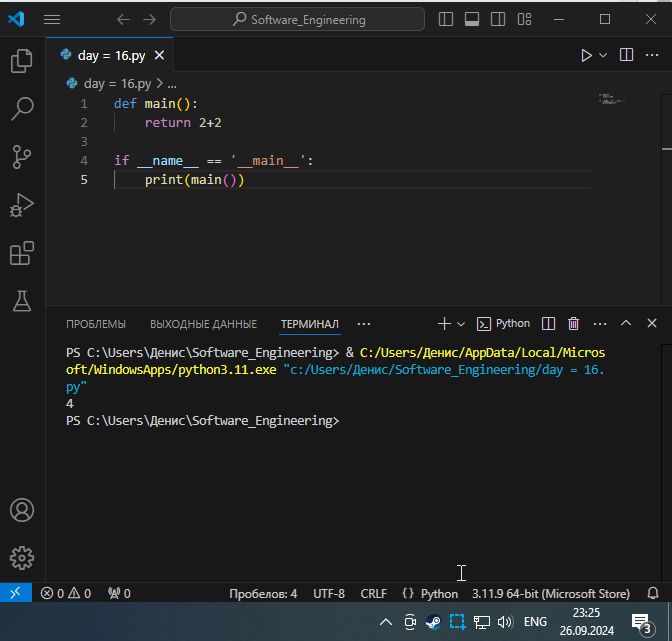 Software_Engineering
day = 16.py
day = 16.py > ...
1 def main():
2     return 2+2
3
4 if __name__ == '__main__':
5     print(main())
ПРОБЛЕМЫ ВЫХОДНЫЕ ДАННЫЕ ТЕРМИНАЛ ... Python ...
PS C:\Users\Денис\Software_Engineering> & C:/Users/Денис/AppData/Local/Micros
oft/WindowsApps/python3.11.exe "c:/Users/Денис/Software_Engineering/day = 16.
py"
4
PS C:\Users\Денис\Software_Engineering>
0 0 0 Пробелов: 4 UTF-8 CRLF {} Python 3.11.9 64-bit (Microsoft Store)
ENG
23:25
26.09.2024
3